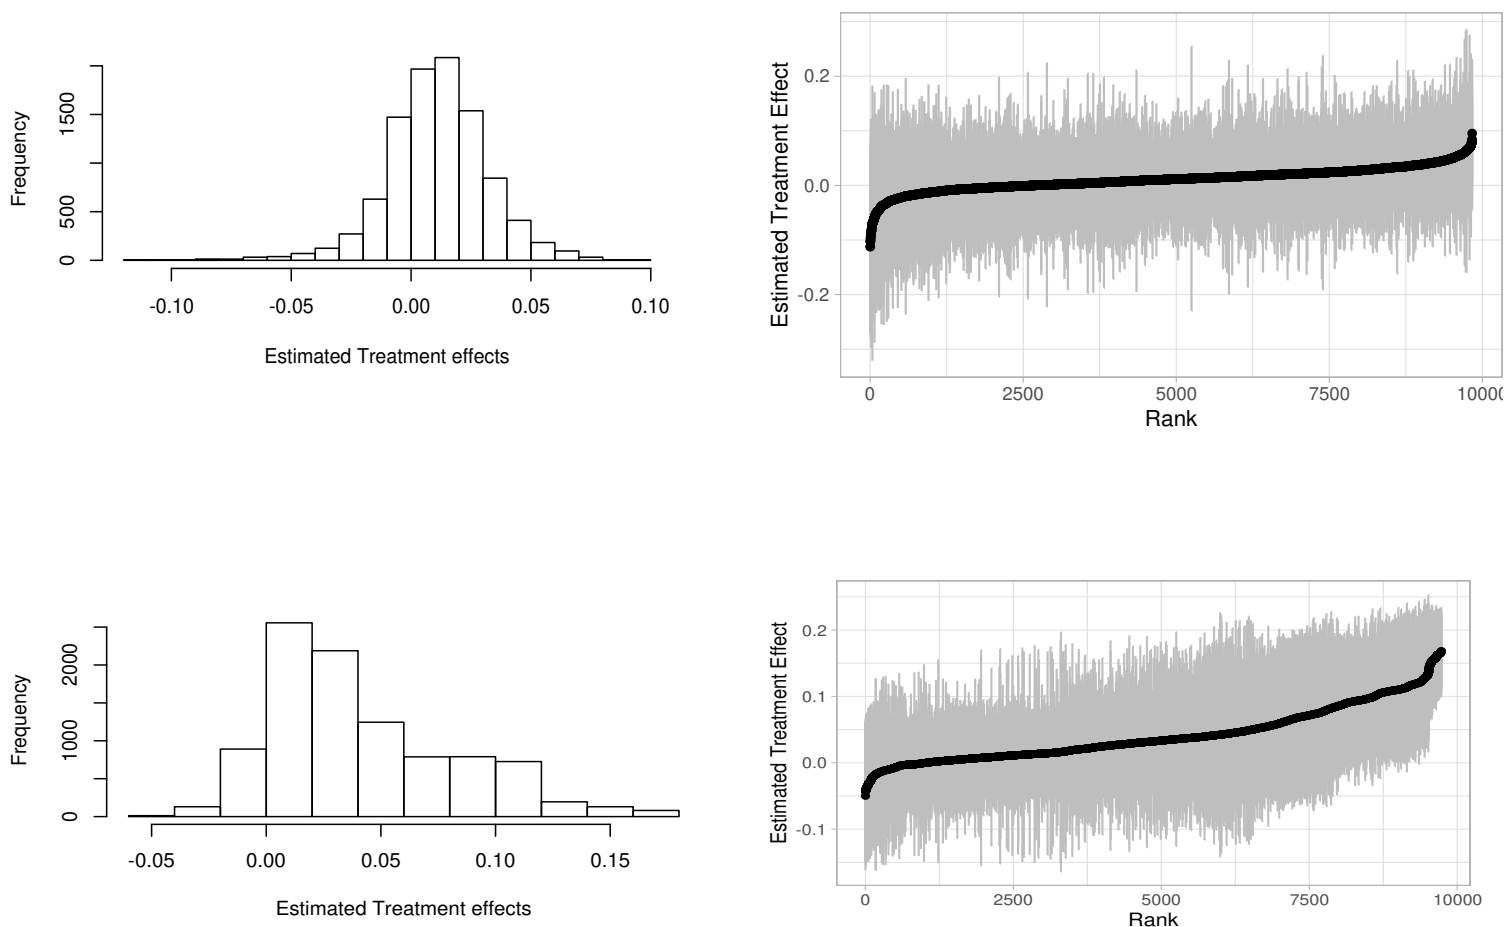 Frequency
0 500 1500
-0.10 -0.05 0.00 0.05 0.10
Estimated Treatment effects
Estimated Treatment Effect
0.2
0.0
-0.2
0 2500 5000 7500 10000
Rank
Frequency
0 1000 2000
-0.05 0.00 0.05 0.10 0.15
Estimated Treatment effects
Estimated Treatment Effect
0.2
0.1
0.0
-0.1
0 2500 5000 7500 10000
Rank